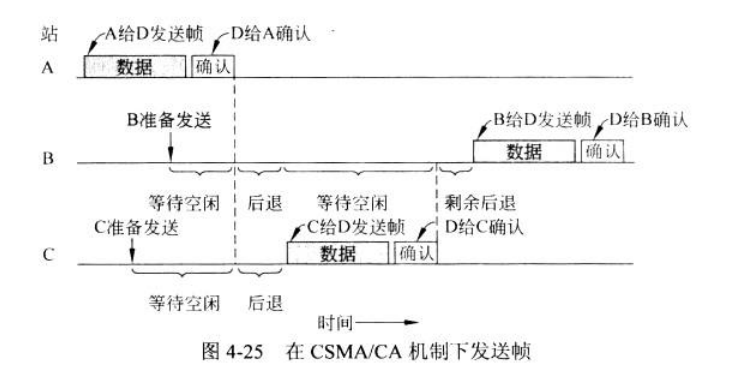 站
A给D发送帧 D给A确认
A 数据 确认
B准备发送 B给D发送帧 D给B确认
B 数据 确认
等待空闲 后退 等待空闲 剩余后退
C准备发送 C给D发送帧 D给C确认
C 数据 确认
等待空闲 后退
时间
图 4-25 在 CSMA/CA 机制下发送帧